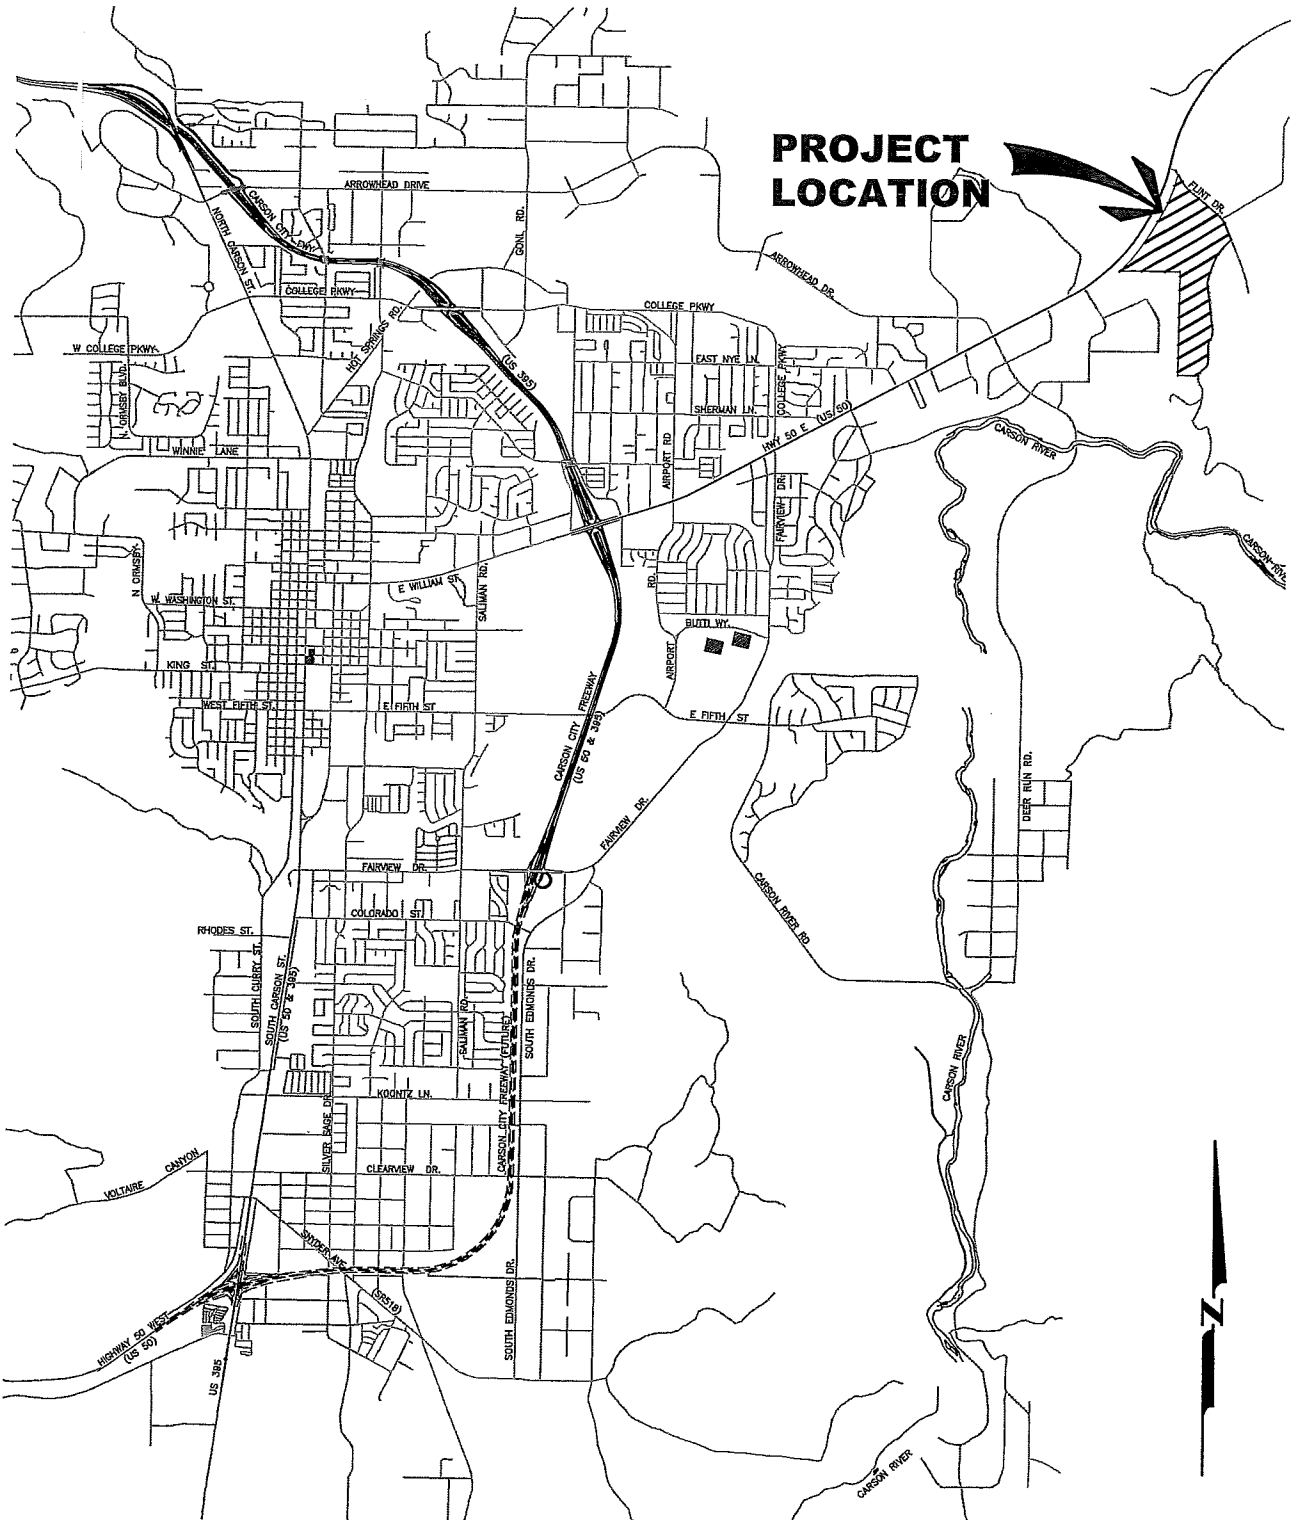 PROJECT
LOCATION
FLINT DR.
ARROWHEAD DRIVE
CARSON CITY FWY
NORTH CARSON ST.
GONI RD.
ARROWHEAD DR.
COLLEGE PKWY
COLLEGE PKWY
HOT SPRINGS RD.
W COLLEGE PKWY
(US 395)
EAST NYE LN.
COLLEGE PKWY
N. ORMSBY BLVD.
SHERMAN LN.
HWY 50 E (US 50)
CARSON RIVER
WINNIE LANE
AIRPORT RD
FAIRVIEW DR.
CARSON RIVER
N ORMSBY
E WILLIAM ST.
SALIMAN RD.
RD.
W. WASHINGTON ST.
BUTTI WY.
AIRPORT
KING ST.
CARSON CITY FREEWAY
(US 50 & 395)
WEST FIFTH ST.
E FIFTH ST
E FIFTH ST
DEER RUN RD.
FAIRVIEW DR.
FAIRVIEW DR.
CARSON RIVER RD
COLORADO ST.
RHODES ST.
SOUTH CURRY ST.
SOUTH CARSON ST.
(US 50 & 395)
SALIMAN RD.
SOUTH EDMONDS DR.
CARSON CITY FREEWAY (FUTURE)
CARSON RIVER
KOONTZ LN.
SILVER SAGE DR.
CLEARVIEW DR.
VOLTAIRE CANYON
SNYDER AVE.
(SR518)
SOUTH EDMONDS DR.
HIGHWAY 50 WEST
(US 50)
US 395
N
CARSON RIVER